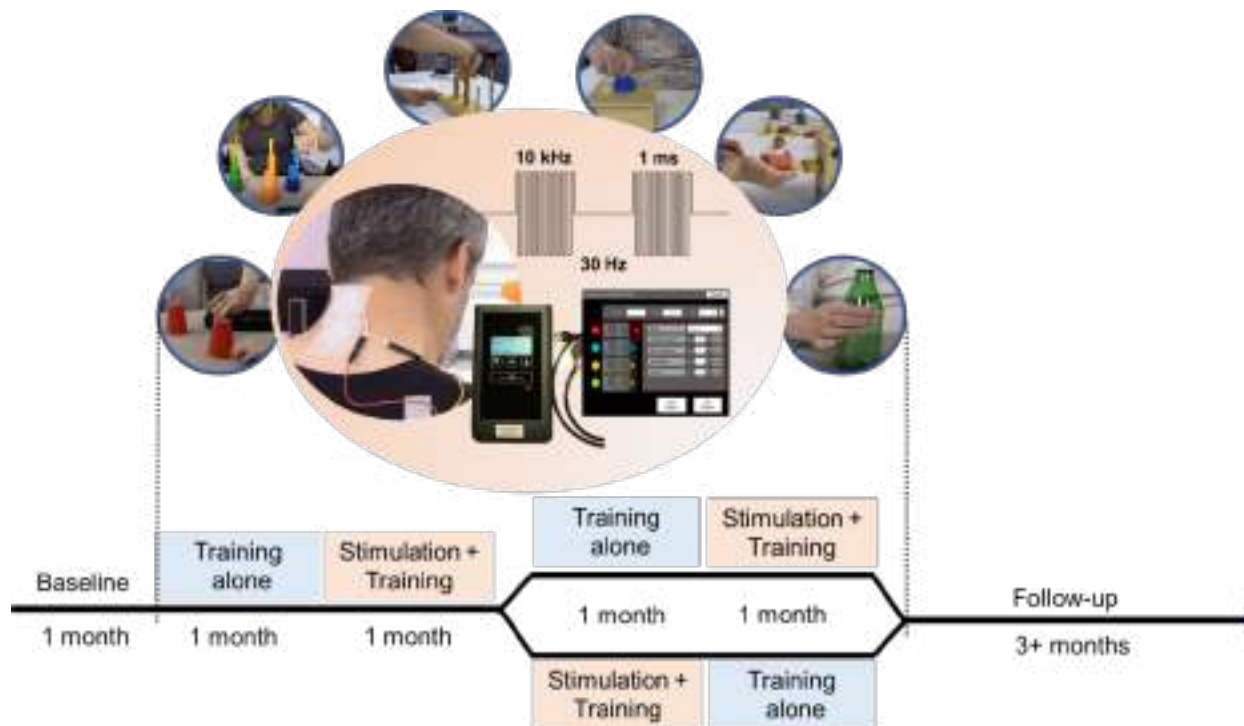 10 kHz
1 ms
30 Hz
Training
alone
Stimulation +
Training
Training
alone
Stimulation +
Training
Baseline
1 month
1 month
1 month
1 month
1 month
Follow-up
3+ months
Stimulation +
Training
Training
alone